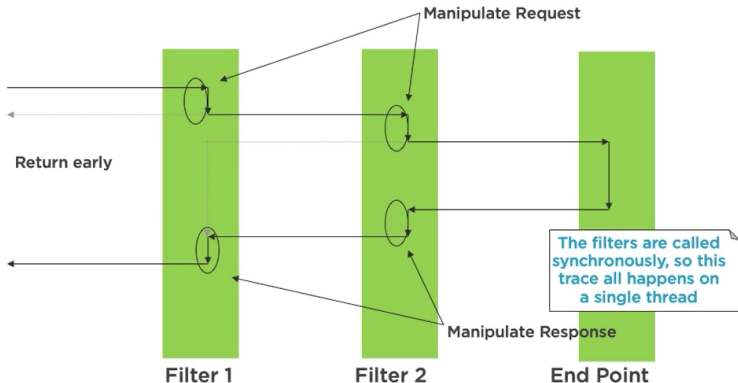 Manipulate Request
Return early
The filters are called
synchronously, so this
trace all happens on
a single thread
Manipulate Response
Filter 1
Filter 2
End Point